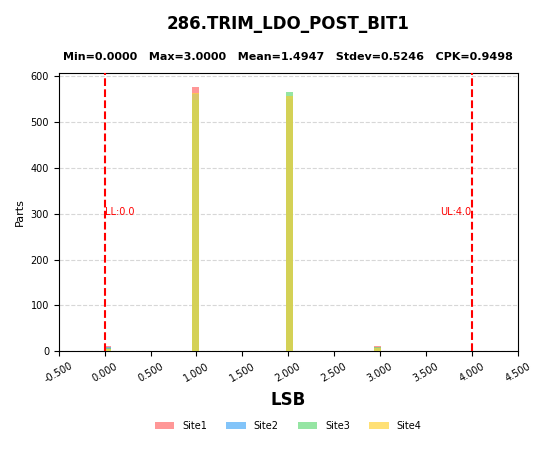 286.TRIM_LDO_POST_BIT1
Min=0.0000 Max=3.0000 Mean=1.4947 Stdev=0.5246 CPK=0.9498
600
500
400
300
200
100
0
Parts
LL:0.0
UL:4.0
-0.500 0.000 0.500 1.000 1.500 2.000 2.500 3.000 3.500 4.000 4.500
LSB
Site1 Site2 Site3 Site4